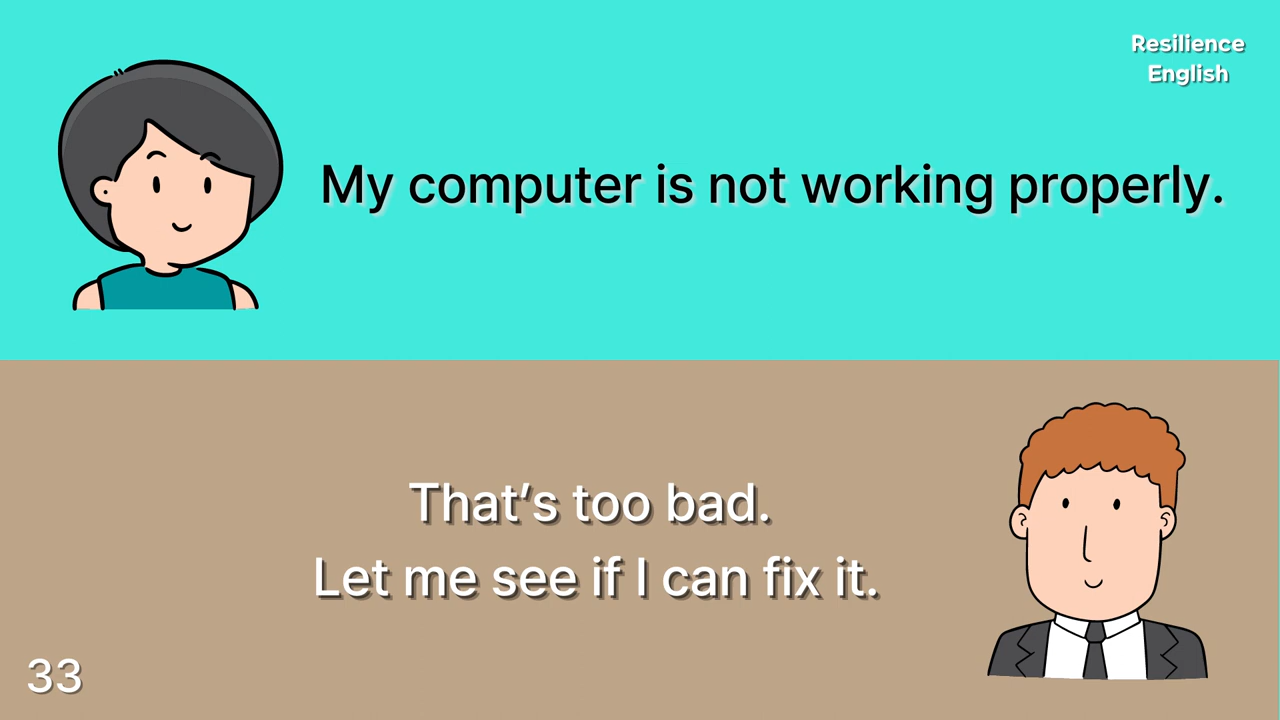 Resilience
English
My computer is not working properly.
That’s too bad.
Let me see if I can fix it.
33